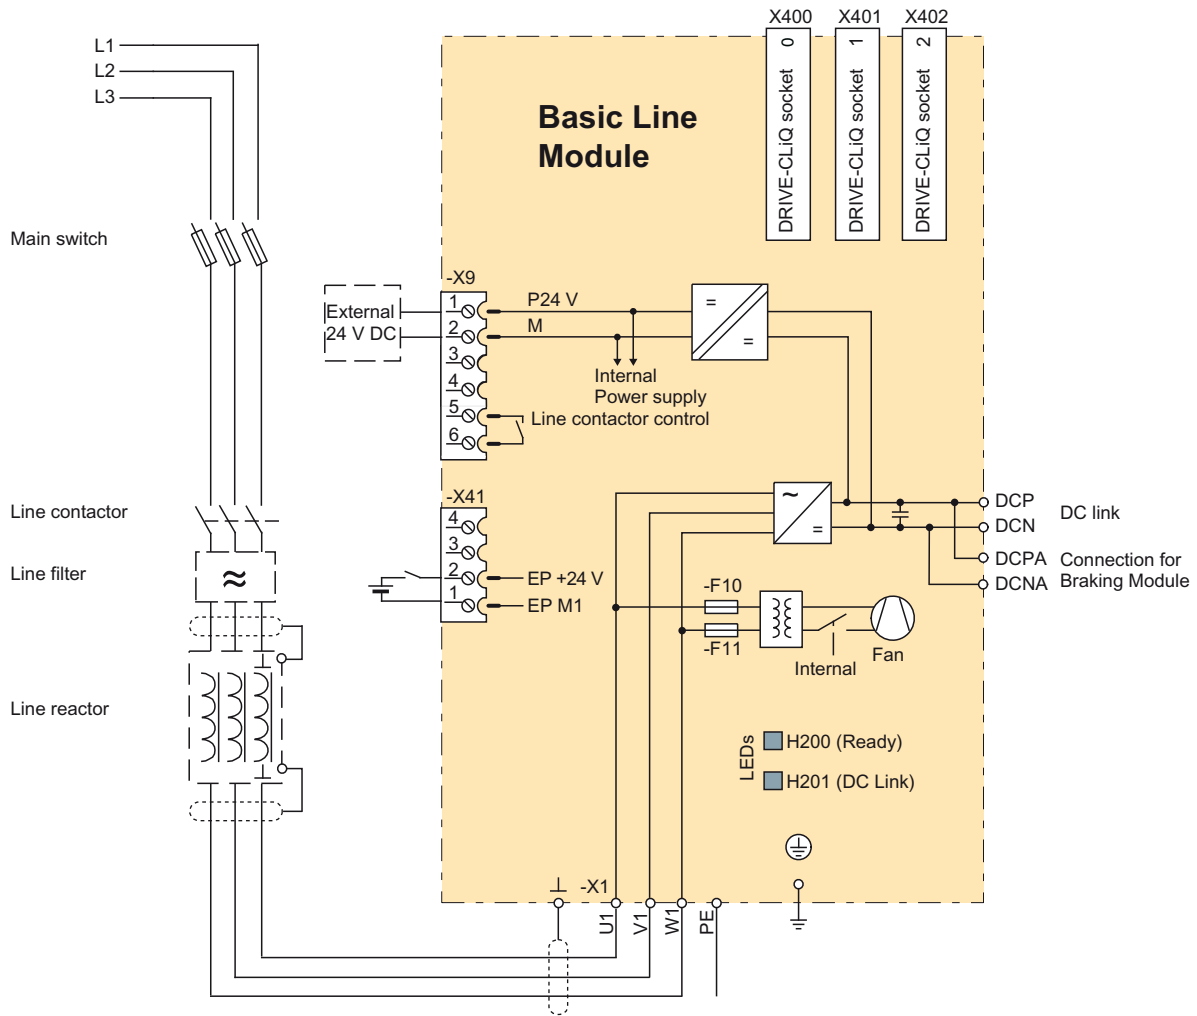 X400 X401 X402
L1
L2
L3
DRIVE-CLiQ socket 0
DRIVE-CLiQ socket 1
DRIVE-CLiQ socket 2
Basic Line
Module
Main switch
-X9
External
24 V DC
1
2
3
4
5
6
P24 V
M
=
=
Internal
Power supply
Line contactor control
-X41
4
3
2
1
EP +24 V
EP M1
~
=
DCP
DCN
DC link
DCPA
DCNA
Connection for
Braking Module
Line contactor
Line filter
≈
-F10
-F11
Internal
Fan
Line reactor
LEDs
H200 (Ready)
H201 (DC Link)
-X1
U1
V1
W1
PE